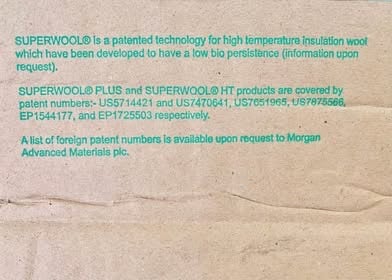 SUPERWOOL® is a patented technology for high temperature insulation wool
which have been developed to have a low bio persistence (information upon
request).
SUPERWOOL® PLUS and SUPERWOOL® HT products are covered by
patent numbers:- US5714421 and US7470641, US7651965, US7875566,
EP1544177, and EP1725503 respectively.
A list of foreign patent numbers is available upon request to Morgan
Advanced Materials plc.